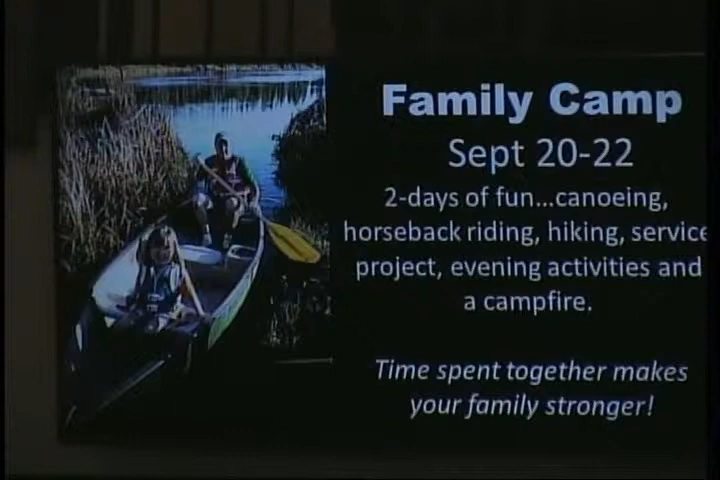 Family Camp
Sept 20-22
2-days of fun...canoeing,
horseback riding, hiking, service
project, evening activities and
a campfire.
Time spent together makes
your family stronger!